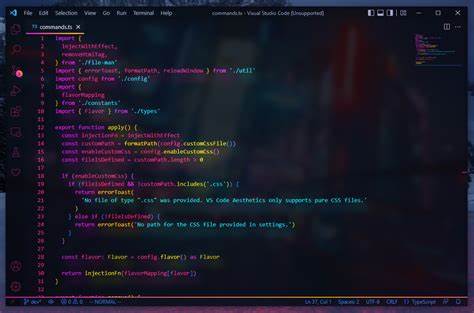 File Edit Selection View Go Run Terminal Help
commands.ts - Visual Studio Code [Unsupported]
TS commands.ts
1 import {
2 injectWithEffect,
3 removeHtmlTag,
4 } from './file-man'
5 import { errorToast, formatPath, reloadWindow } from './util'
6 import config from './config'
7 import {
8 flavorMapping
9 } from './constants'
10 import { Flavor } from './types'
11
12 export function apply() {
13 const injectionFn = injectWithEffect
14 const customPath = formatPath(config.customCssFile())
15 const enableCustomCss = config.enableCustomCss()
16 const fileIsDefined = customPath.length > 0
17
18 if (enableCustomCss) {
19 if (fileIsDefined && !customPath.includes('.css')) {
20 return errorToast(
21 'No file of type ".css" was provided. VS Code Aesthetics only supports pure CSS files.'
22 )
23 } else if (!fileIsDefined) {
24 return errorToast('No path for the CSS file provided in settings.')
25 }
26 }
27
28 const flavor: Flavor = config.flavor() as Flavor
29
30 return injectionFn(flavorMapping[flavor])
31 }
dev* 0 0 -- NORMAL -- Ln 37, Col 1 Spaces: 2 UTF-8 CRLF {} TypeScript